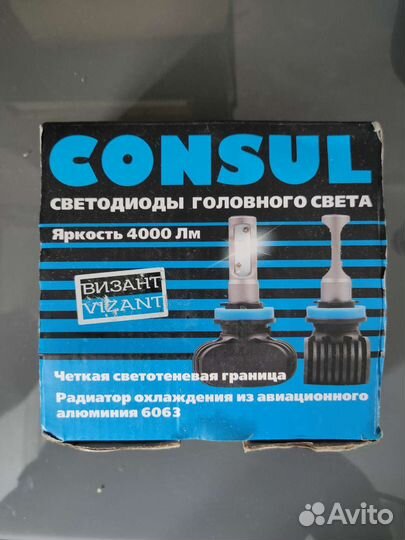 CONSUL
СВЕТОДИОДЫ ГОЛОВНОГО СВЕТА
Яркость 4000 Лм
ВИЗАНТ
VIZANT
Четкая светотеневая граница
Радиатор охлаждения из авиационного
алюминия 6063
Avito